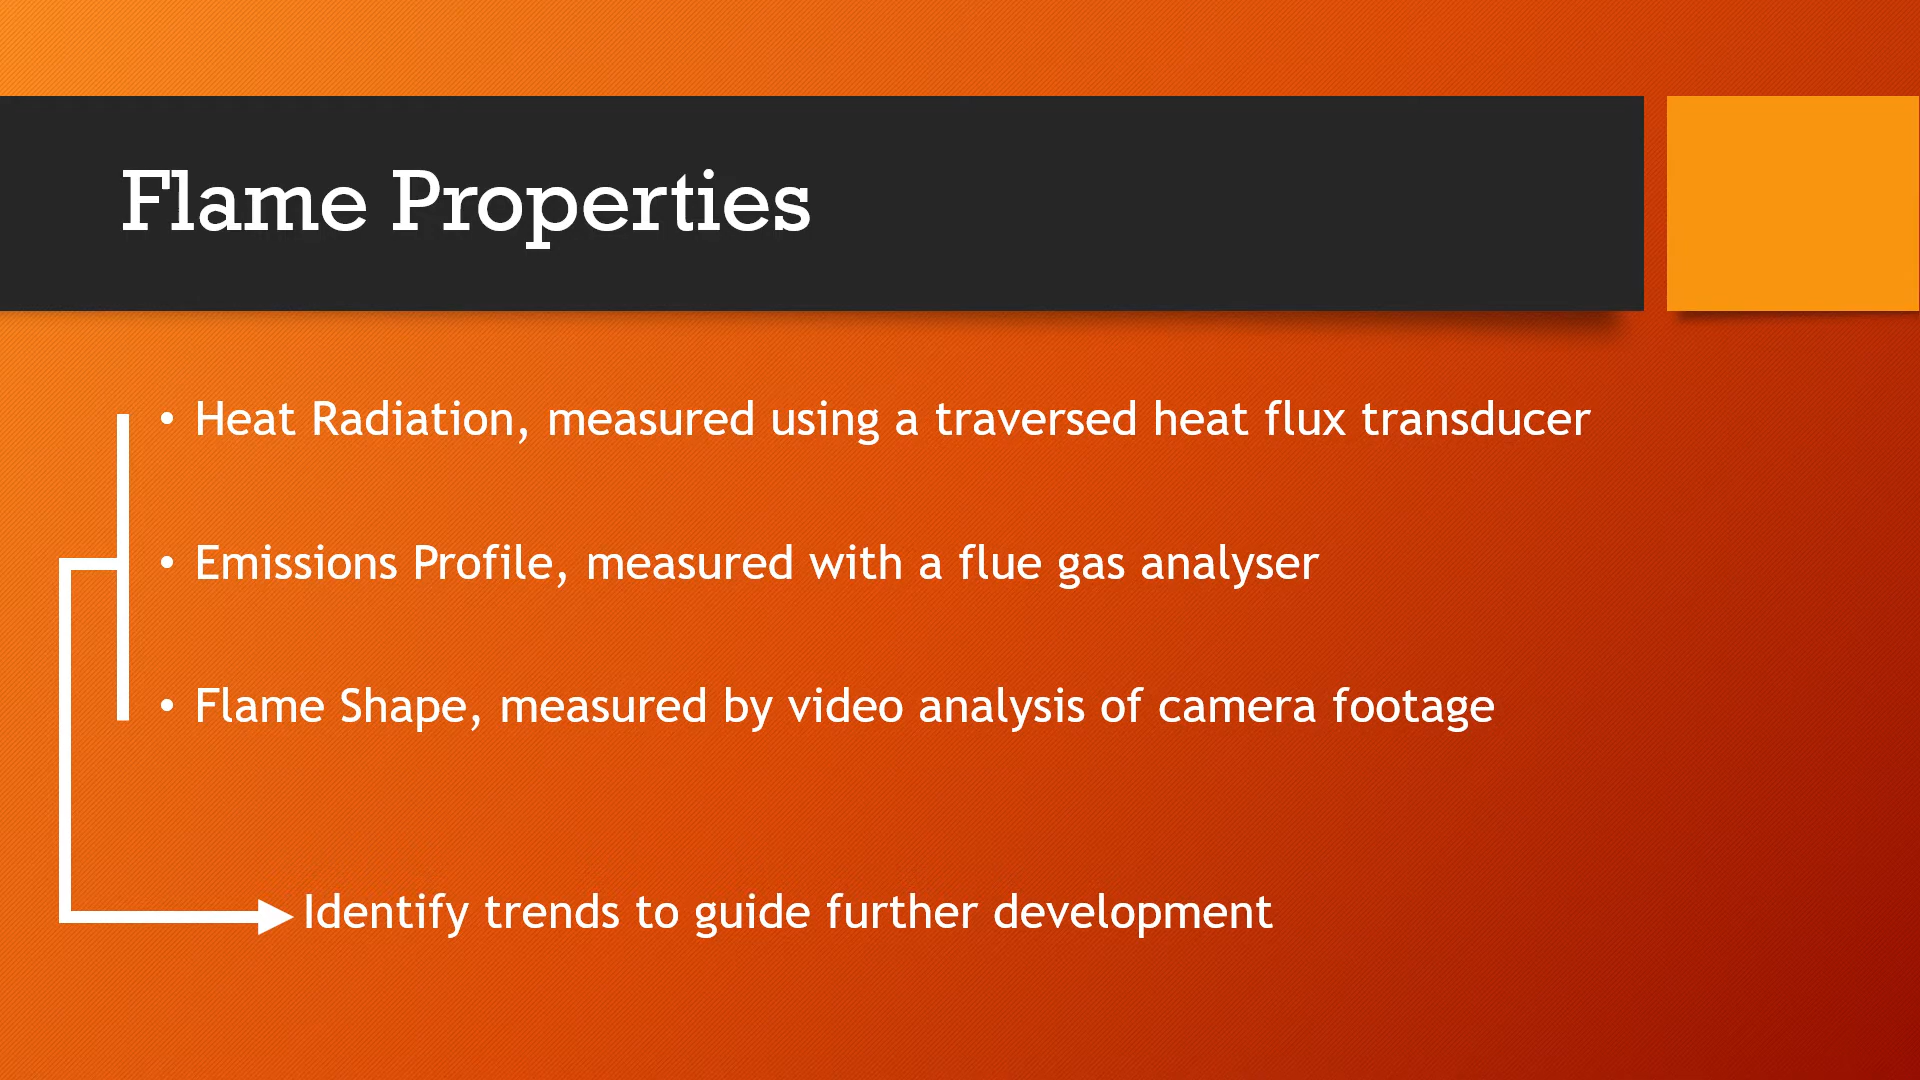 Flame Properties
• Heat Radiation, measured using a traversed heat flux transducer
• Emissions Profile, measured with a flue gas analyser
• Flame Shape, measured by video analysis of camera footage
Identify trends to guide further development